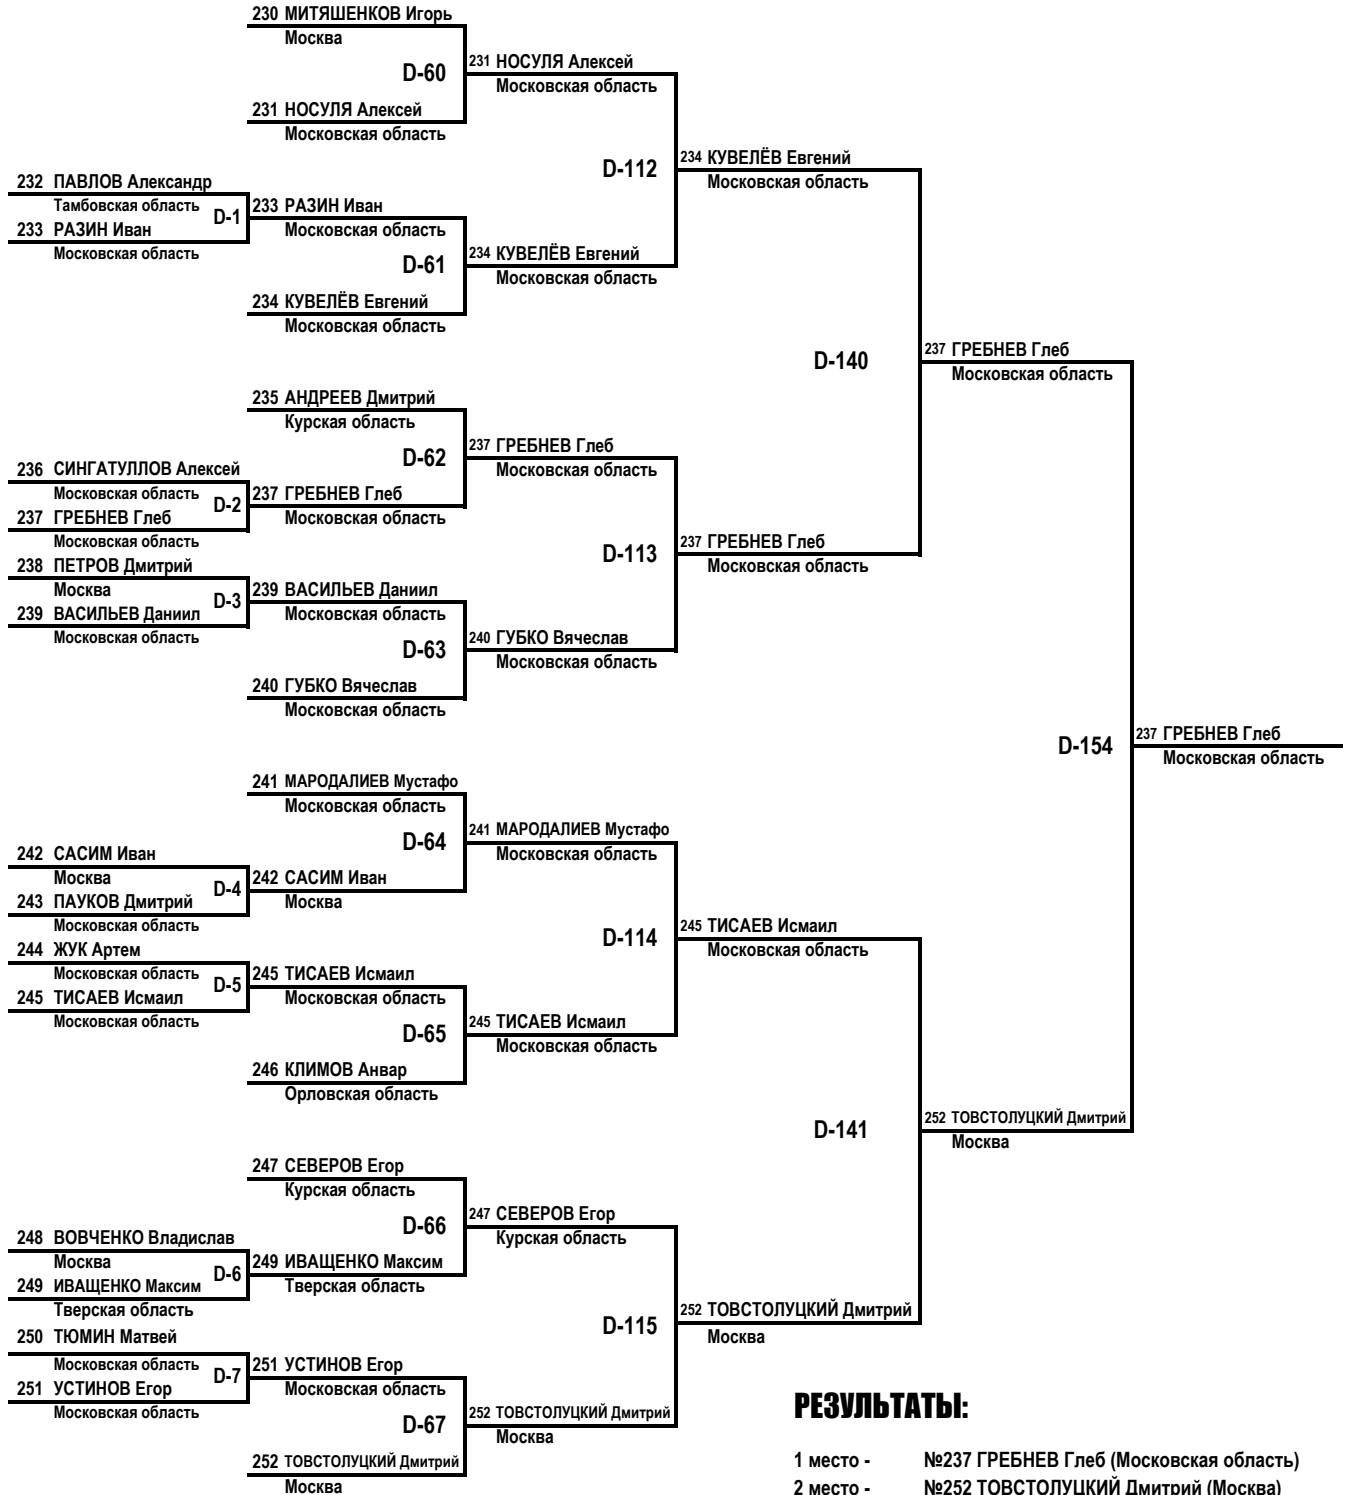 230 МИТЯШЕНКОВ Игорь
Москва
D-60
231 НОСУЛЯ Алексей
Московская область
231 НОСУЛЯ Алексей
Московская область
D-112
234 КУВЕЛЁВ Евгений
Московская область
232 ПАВЛОВ Александр
Тамбовская область
D-1
233 РАЗИН Иван
Московская область
233 РАЗИН Иван
Московская область
D-61
234 КУВЕЛЁВ Евгений
Московская область
234 КУВЕЛЁВ Евгений
Московская область
D-140
237 ГРЕБНЕВ Глеб
Московская область
235 АНДРЕЕВ Дмитрий
Курская область
D-62
237 ГРЕБНЕВ Глеб
Московская область
236 СИНГАТУЛЛОВ Алексей
Московская область
D-2
237 ГРЕБНЕВ Глеб
Московская область
237 ГРЕБНЕВ Глеб
Московская область
D-113
237 ГРЕБНЕВ Глеб
Московская область
238 ПЕТРОВ Дмитрий
Москва
D-3
239 ВАСИЛЬЕВ Даниил
Московская область
239 ВАСИЛЬЕВ Даниил
Московская область
D-63
240 ГУБКО Вячеслав
Московская область
240 ГУБКО Вячеслав
Московская область
D-154
237 ГРЕБНЕВ Глеб
Московская область
241 МАРОДАЛИЕВ Мустафо
Московская область
D-64
241 МАРОДАЛИЕВ Мустафо
Московская область
242 САСИМ Иван
Москва
D-4
243 ПАУКОВ Дмитрий
Московская область
242 САСИМ Иван
Москва
D-114
245 ТИСАЕВ Исмаил
Московская область
244 ЖУК Артем
Московская область
D-5
245 ТИСАЕВ Исмаил
Московская область
245 ТИСАЕВ Исмаил
Московская область
D-65
245 ТИСАЕВ Исмаил
Московская область
246 КЛИМОВ Анвар
Орловская область
D-141
252 ТОВСТОЛУЦКИЙ Дмитрий
Москва
247 СЕВЕРОВ Егор
Курская область
D-66
247 СЕВЕРОВ Егор
Курская область
248 ВОВЧЕНКО Владислав
Москва
D-6
249 ИВАЩЕНКО Максим
Тверская область
249 ИВАЩЕНКО Максим
Тверская область
D-115
252 ТОВСТОЛУЦКИЙ Дмитрий
Москва
250 ТЮМИН Матвей
Московская область
D-7
251 УСТИНОВ Егор
Московская область
251 УСТИНОВ Егор
Московская область
D-67
252 ТОВСТОЛУЦКИЙ Дмитрий
Москва
252 ТОВСТОЛУЦКИЙ Дмитрий
Москва
РЕЗУЛЬТАТЫ:
1 место - №237 ГРЕБНЕВ Глеб (Московская область)
2 место - №252 ТОВСТОЛУЦКИЙ Дмитрий (Москва)